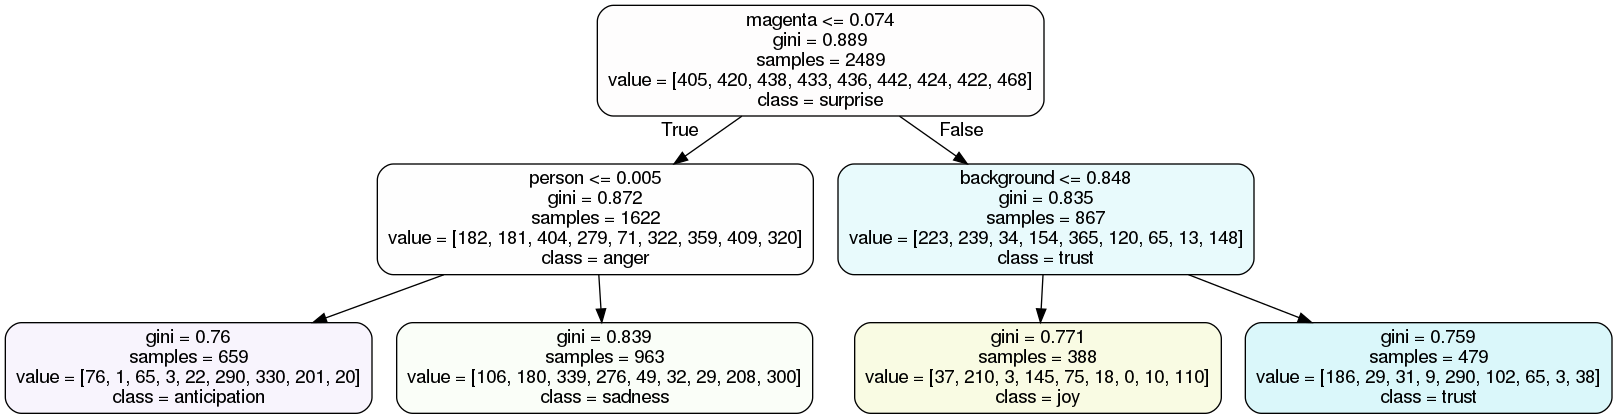 magenta <= 0.074
gini = 0.889
samples = 2489
value = [405, 420, 438, 433, 436, 442, 424, 422, 468]
class = surprise
True
False
person <= 0.005
gini = 0.872
samples = 1622
value = [182, 181, 404, 279, 71, 322, 359, 409, 320]
class = anger
background <= 0.848
gini = 0.835
samples = 867
value = [223, 239, 34, 154, 365, 120, 65, 13, 148]
class = trust
gini = 0.76
samples = 659
value = [76, 1, 65, 3, 22, 290, 330, 201, 20]
class = anticipation
gini = 0.839
samples = 963
value = [106, 180, 339, 276, 49, 32, 29, 208, 300]
class = sadness
gini = 0.771
samples = 388
value = [37, 210, 3, 145, 75, 18, 0, 10, 110]
class = joy
gini = 0.759
samples = 479
value = [186, 29, 31, 9, 290, 102, 65, 3, 38]
class = trust